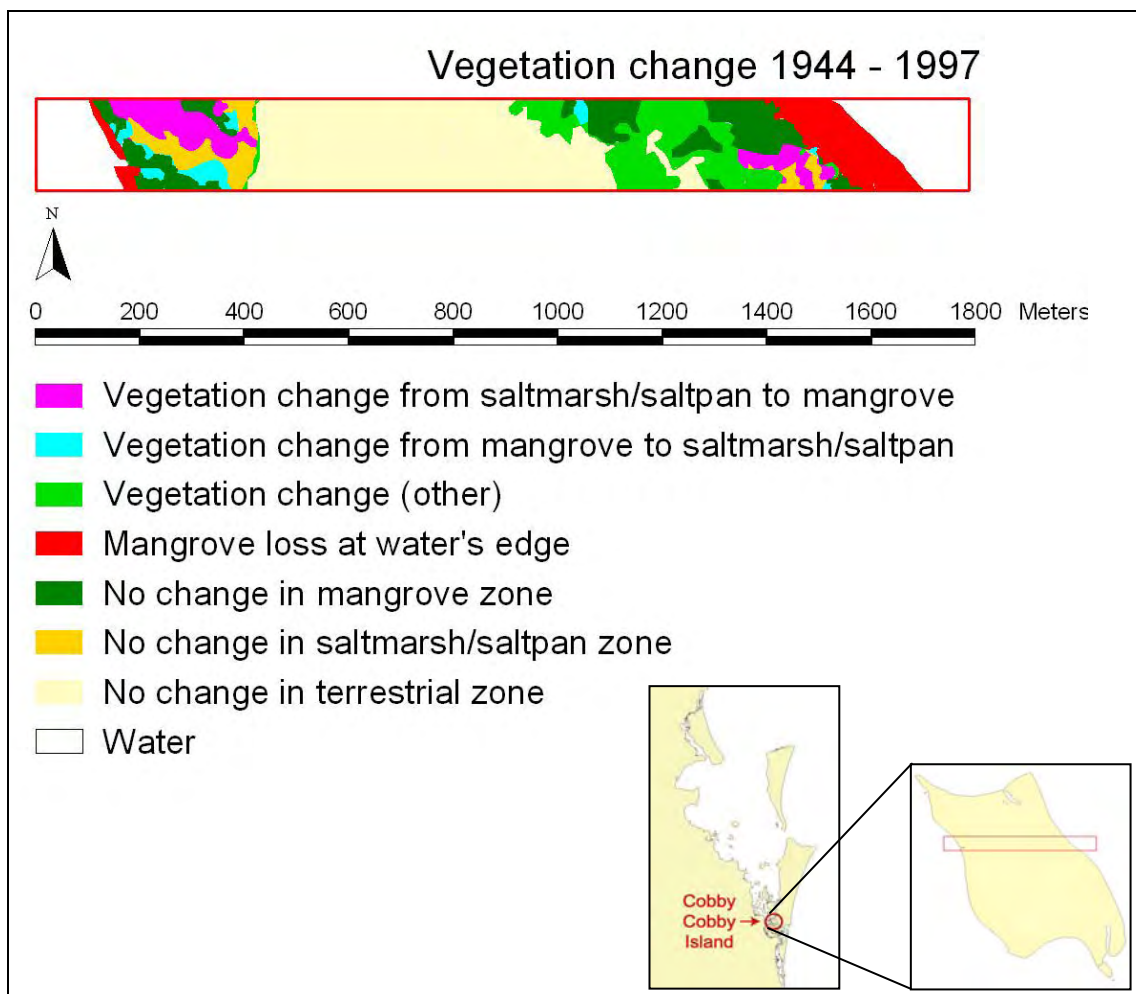 Vegetation change 1944 - 1997
N
0 200 400 600 800 1000 1200 1400 1600 1800 Meters
Vegetation change from saltmarsh/saltpan to mangrove
Vegetation change from mangrove to saltmarsh/saltpan
Vegetation change (other)
Mangrove loss at water's edge
No change in mangrove zone
No change in saltmarsh/saltpan zone
No change in terrestrial zone
Water
Cobby
Cobby
Island